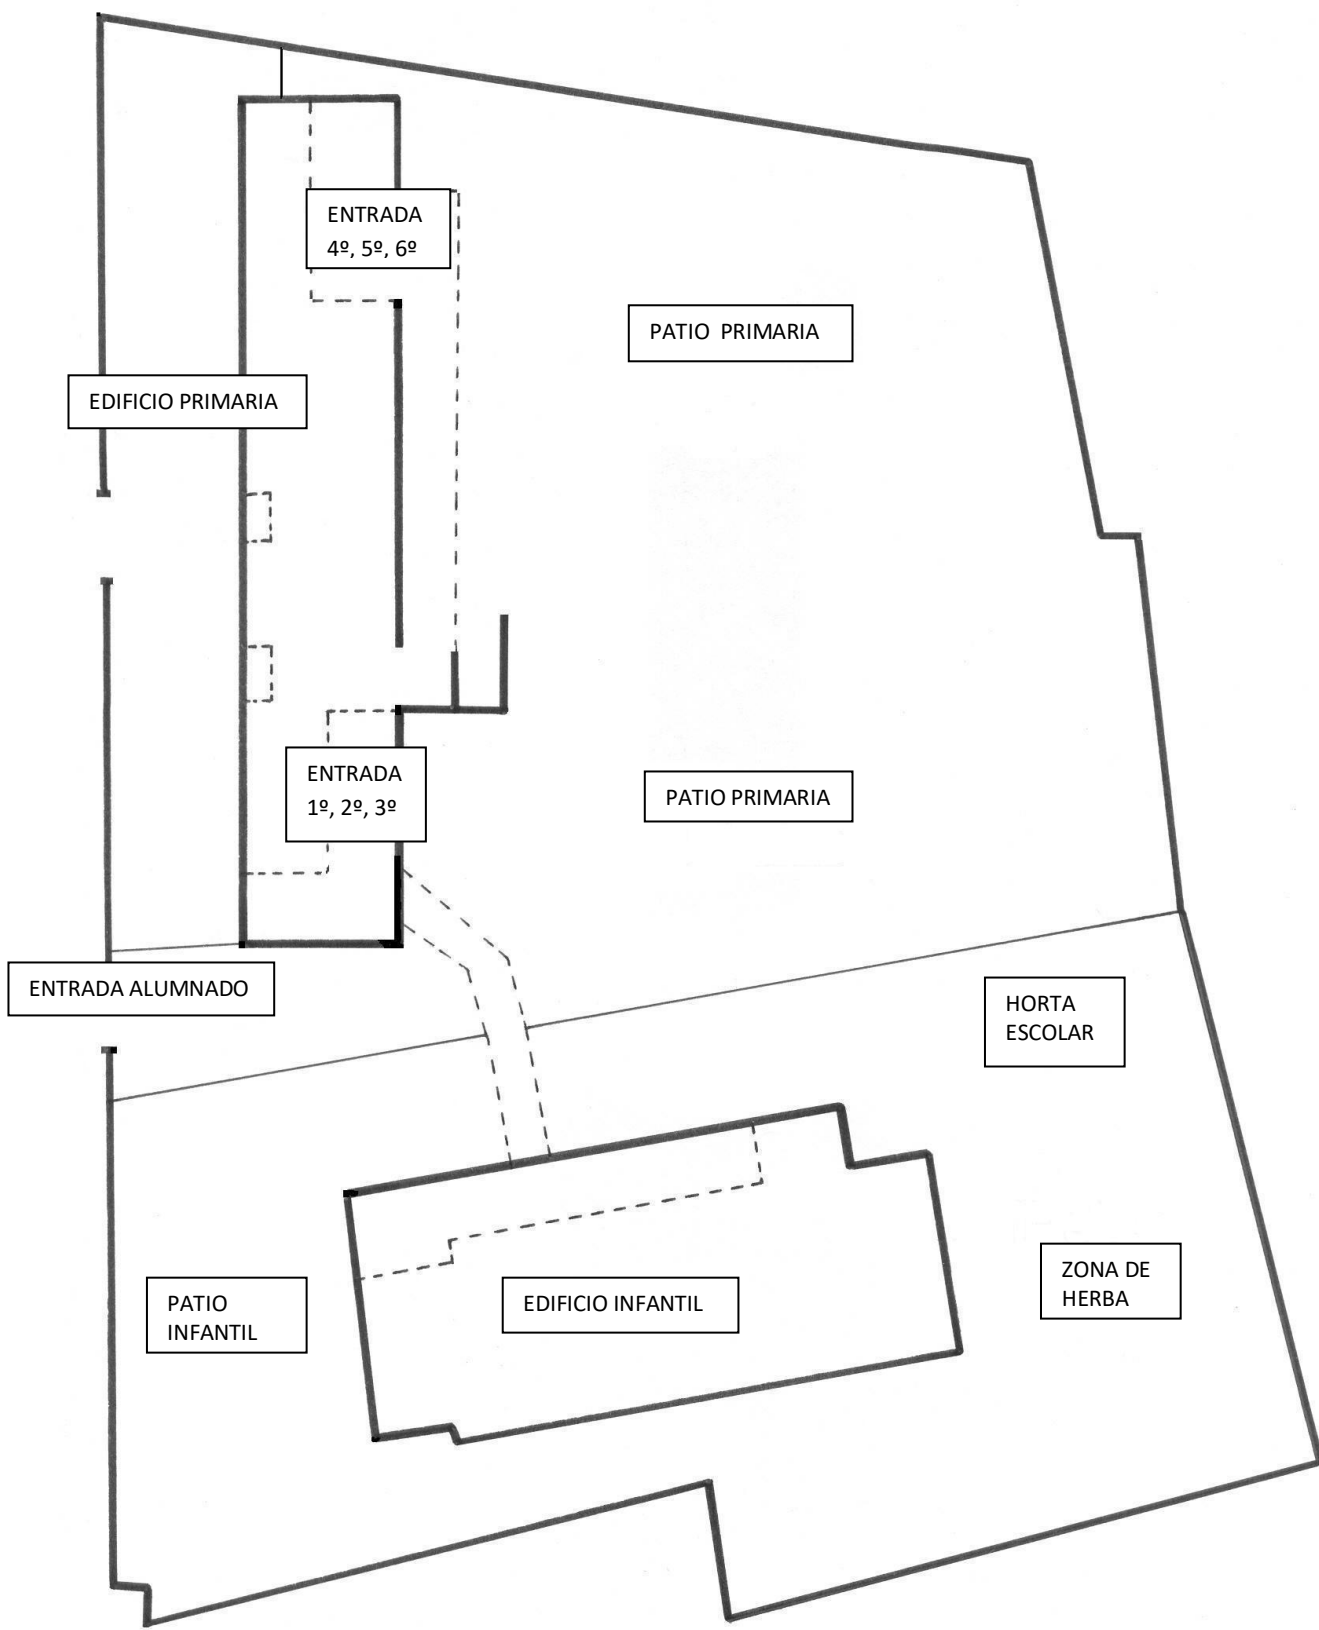 ENTRADA
4º, 5º, 6º
PATIO PRIMARIA
EDIFICIO PRIMARIA
ENTRADA
1º, 2º, 3º
PATIO PRIMARIA
ENTRADA ALUMNADO
HORTA
ESCOLAR
ZONA DE
HERBA
PATIO
INFANTIL
EDIFICIO INFANTIL